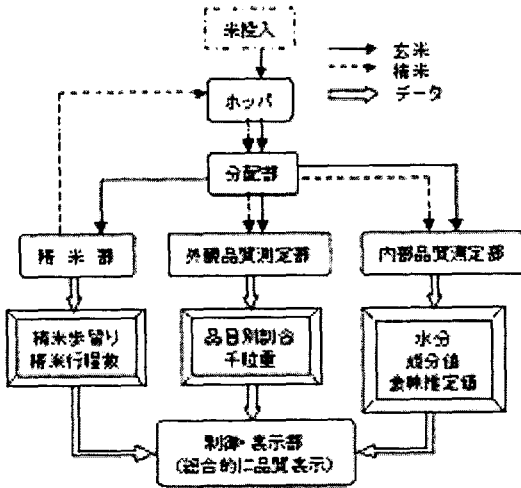 米投入
玄米
精米
データ
ホッパ
分配部
精米部
外観品質測定部
内部品質測定部
精米歩留り
精米行程数
品目別割合
千粒重
水分
食味推定値
制御・表示部
(総合的に品質表示)